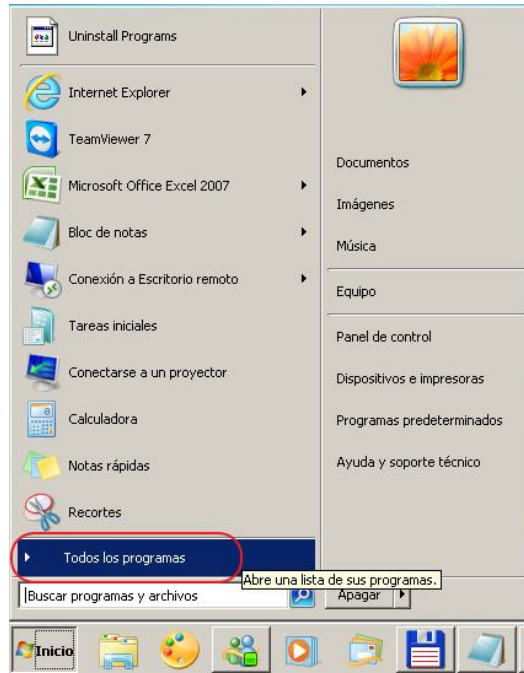 Uninstall Programs
Internet Explorer
TeamViewer 7
Microsoft Office Excel 2007
Bloc de notas
Conexión a Escritorio remoto
Tareas iniciales
Conectarse a un proyector
Calculadora
Notas rápidas
Recortes
Todos los programas
Buscar programas y archivos
Documentos
Imágenes
Música
Equipo
Panel de control
Dispositivos e impresoras
Programas predeterminados
Ayuda y soporte técnico
Abre una lista de sus programas.
Apagar
Inicio